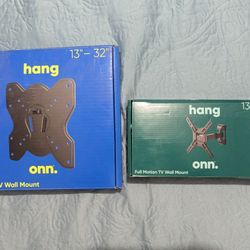 13"– 32"
hang
onn.
V Wall Mount
13
hang
onn.
Full Motion TV Wall Mount